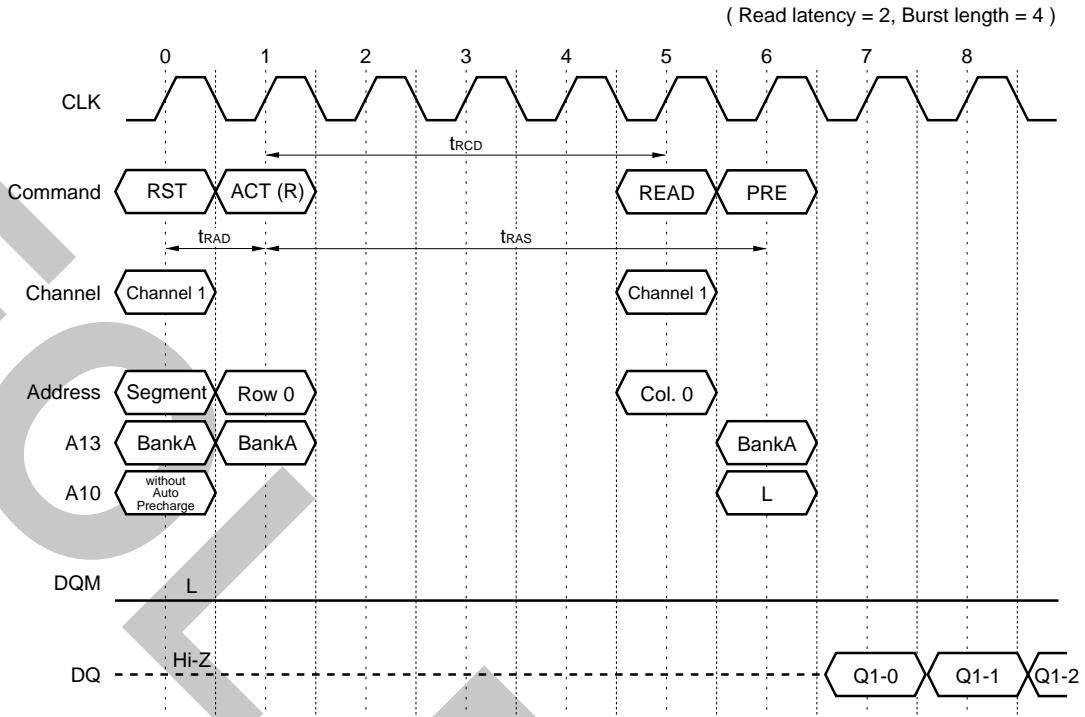 ( Read latency = 2, Burst length = 4 )
0 1 2 3 4 5 6 7 8
CLK
tRCD
Command RST ACT (R) READ PRE
tRAD tRAS
Channel Channel 1 Channel 1
Address Segment Row 0 Col. 0
A13 BankA BankA BankA
A10 without Auto Precharge L
DQM L
DQ Hi-Z Q1-0 Q1-1 Q1-2